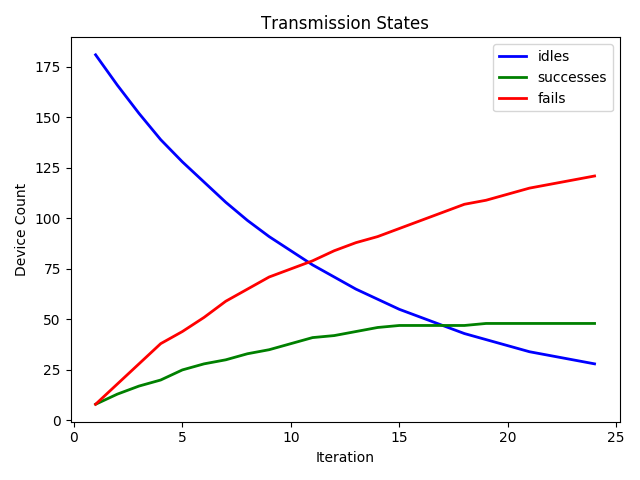 Transmission States
idles
successes
fails
Device Count
175
150
125
100
75
50
25
0
0 5 10 15 20 25
Iteration